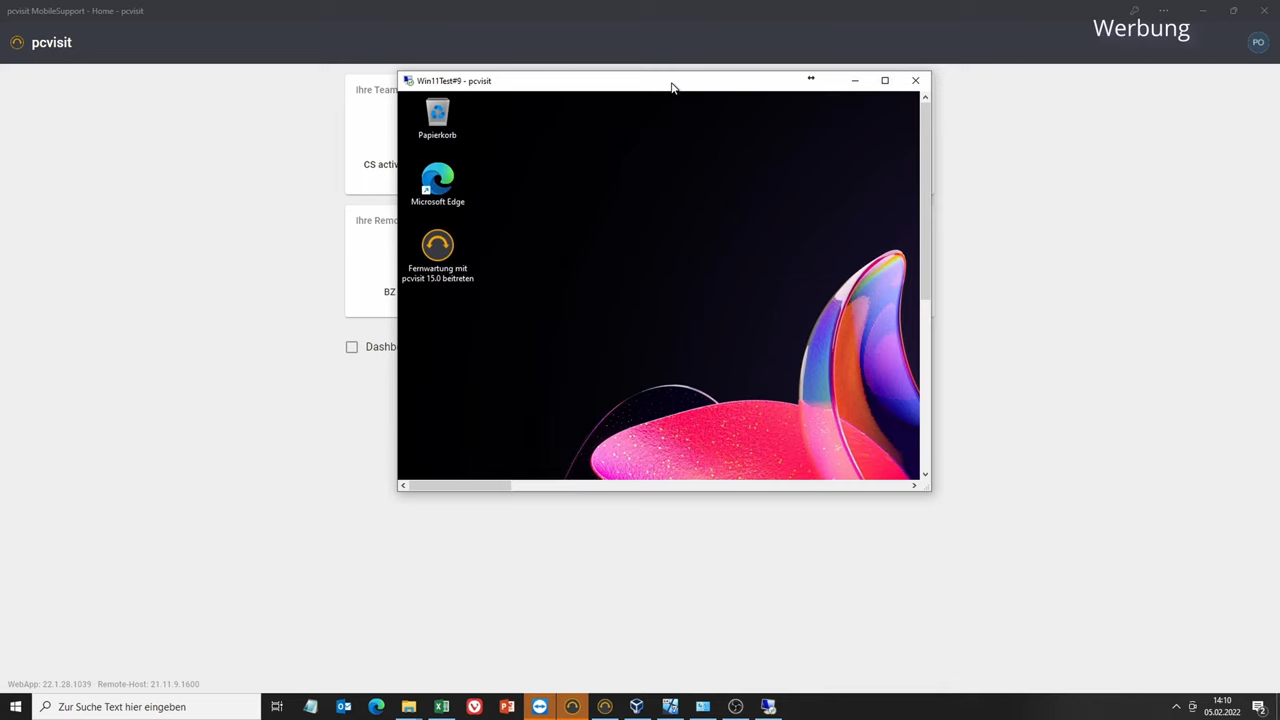 pcvisit MobileSupport - Home - pcvisit
Werbung
pcvisit
PO
Win11Test#9 - pcvisit
Ihre Team
Papierkorb
CS activ
Microsoft Edge
Ihre Remo
Fernwartung mit
pcvisit 15.0 beitreten
BZ
Dashb
WebApp: 22.1.28.1039 · Remote-Host: 21.11.9.1600
Zur Suche Text hier eingeben
14:10
05.02.2022